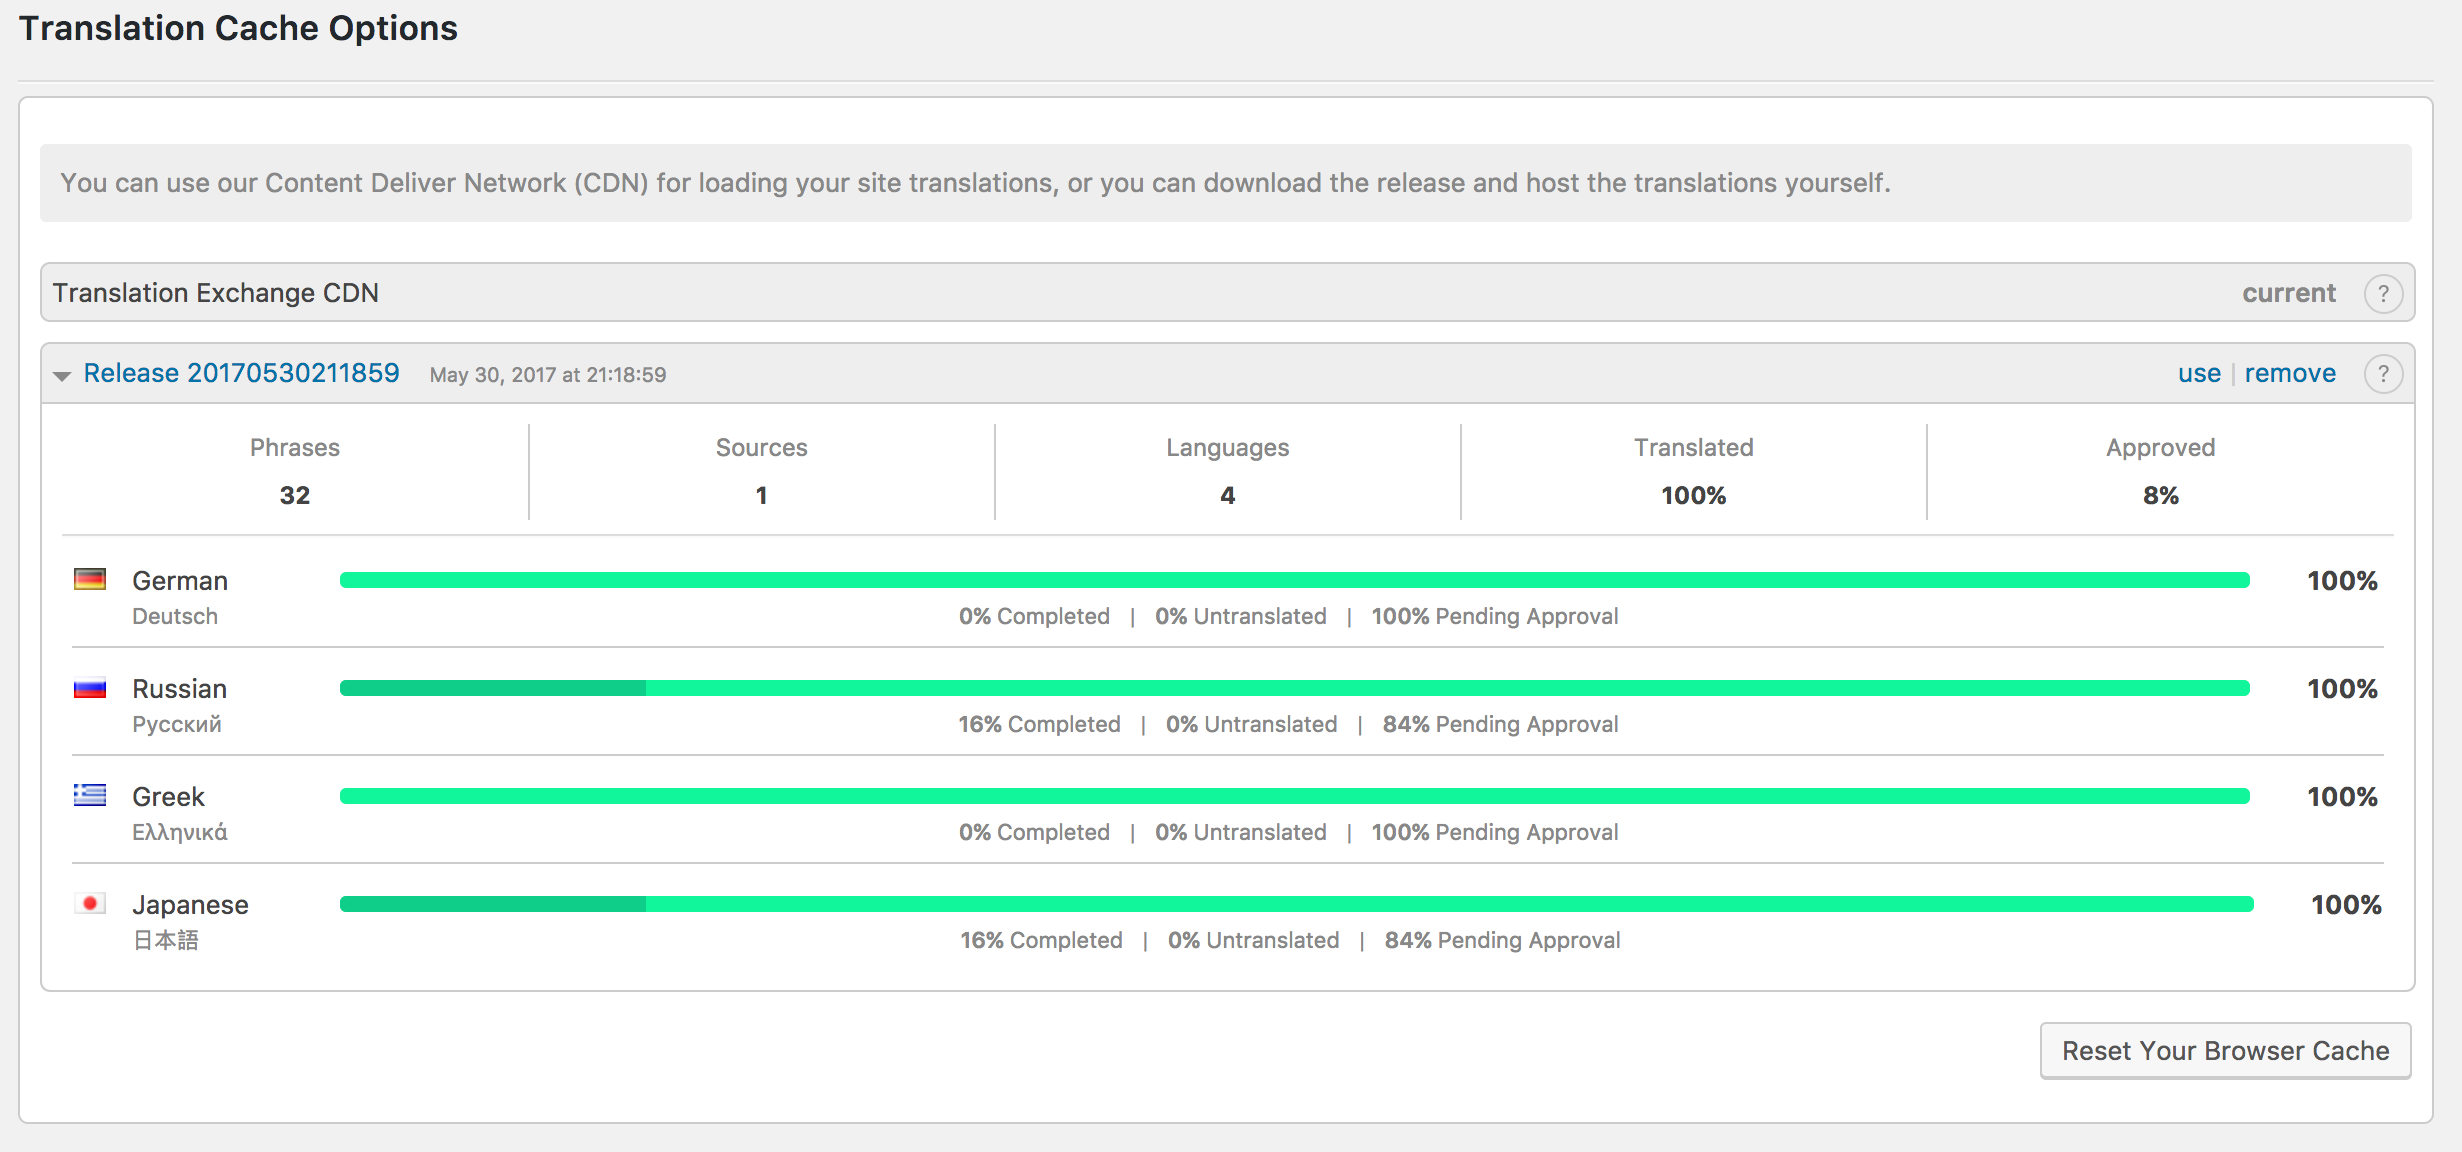 Translation Cache Options
You can use our Content Deliver Network (CDN) for loading your site translations, or you can download the release and host the translations yourself.
Translation Exchange CDN current ?
Release 20170530211859 May 30, 2017 at 21:18:59 use | remove ?
Phrases Sources Languages Translated Approved
32 1 4 100% 8%
German 100%
Deutsch 0% Completed | 0% Untranslated | 100% Pending Approval
Russian 100%
Русский 16% Completed | 0% Untranslated | 84% Pending Approval
Greek 100%
Ελληνικά 0% Completed | 0% Untranslated | 100% Pending Approval
Japanese 100%
日本語 16% Completed | 0% Untranslated | 84% Pending Approval
Reset Your Browser Cache